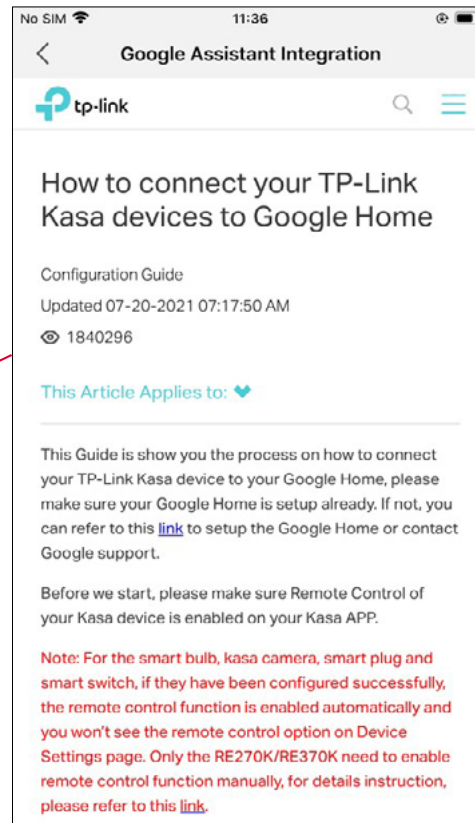 No SIM 11:36
Google Assistant Integration
tp-link
How to connect your TP-Link
Kasa devices to Google Home
Configuration Guide
Updated 07-20-2021 07:17:50 AM
1840296
This Article Applies to:
This Guide is show you the process on how to connect
your TP-Link Kasa device to your Google Home, please
make sure your Google Home is setup already. If not, you
can refer to this link to setup the Google Home or contact
Google support.
Before we start, please make sure Remote Control of
your Kasa device is enabled on your Kasa APP.
Note: For the smart bulb, kasa camera, smart plug and
smart switch, if they have been configured successfully,
the remote control function is enabled automatically and
you won't see the remote control option on Device
Settings page. Only the RE270K/RE370K need to enable
remote control function manually, for details instruction,
please refer to this link.